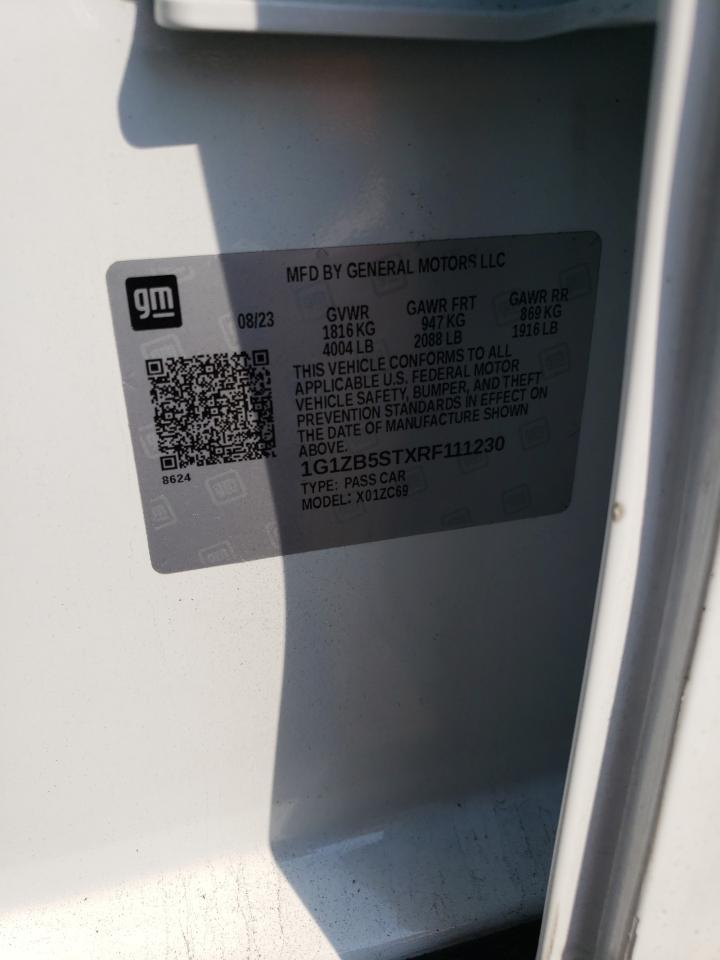 MFD BY GENERAL MOTORS LLC
gm
08/23
GVWR GAWR FRT GAWR RR
1816 KG 947 KG 869 KG
4004 LB 2088 LB 1916 LB
THIS VEHICLE CONFORMS TO ALL
APPLICABLE U.S. FEDERAL MOTOR
VEHICLE SAFETY, BUMPER, AND THEFT
PREVENTION STANDARDS IN EFFECT ON
THE DATE OF MANUFACTURE SHOWN
ABOVE.
1G1ZB5STXRF111230
8624
TYPE: PASS CAR
MODEL: X01ZC69